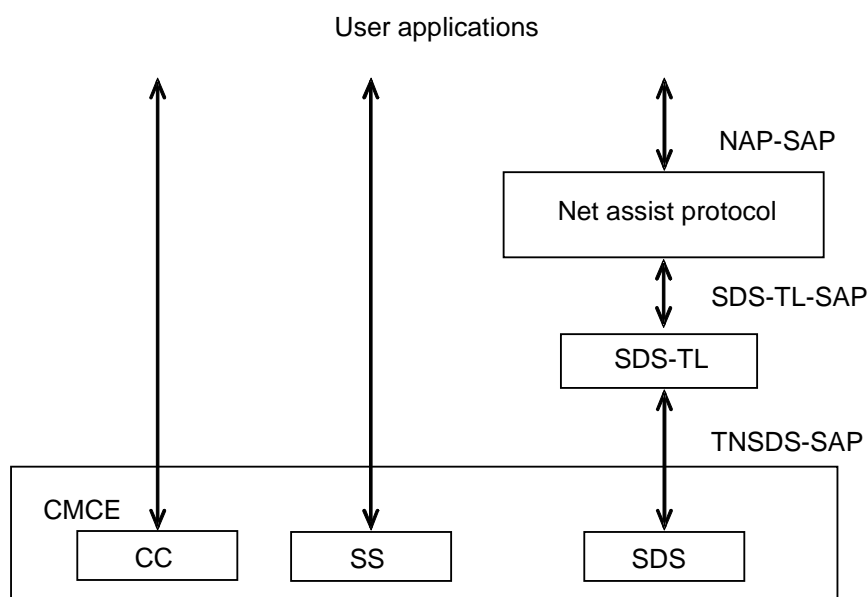 User applications
NAP-SAP
Net assist protocol
SDS-TL-SAP
SDS-TL
TNSDS-SAP
CMCE
CC
SS
SDS